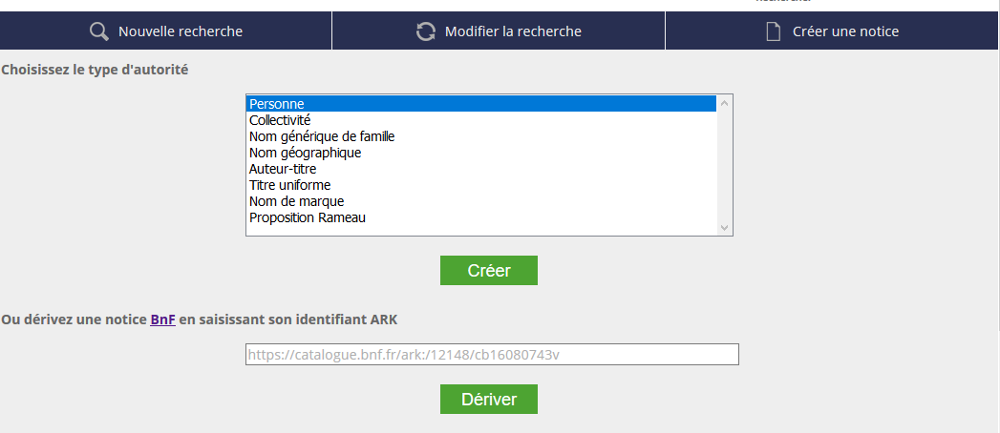 Nouvelle recherche
Modifier la recherche
Créer une notice
Choisissez le type d'autorité
Personne
Collectivité
Nom générique de famille
Nom géographique
Auteur-titre
Titre uniforme
Nom de marque
Proposition Rameau
Créer
Ou dérivez une notice BnF en saisissant son identifiant ARK
https://catalogue.bnf.fr/ark:/12148/cb16080743v
Dériver